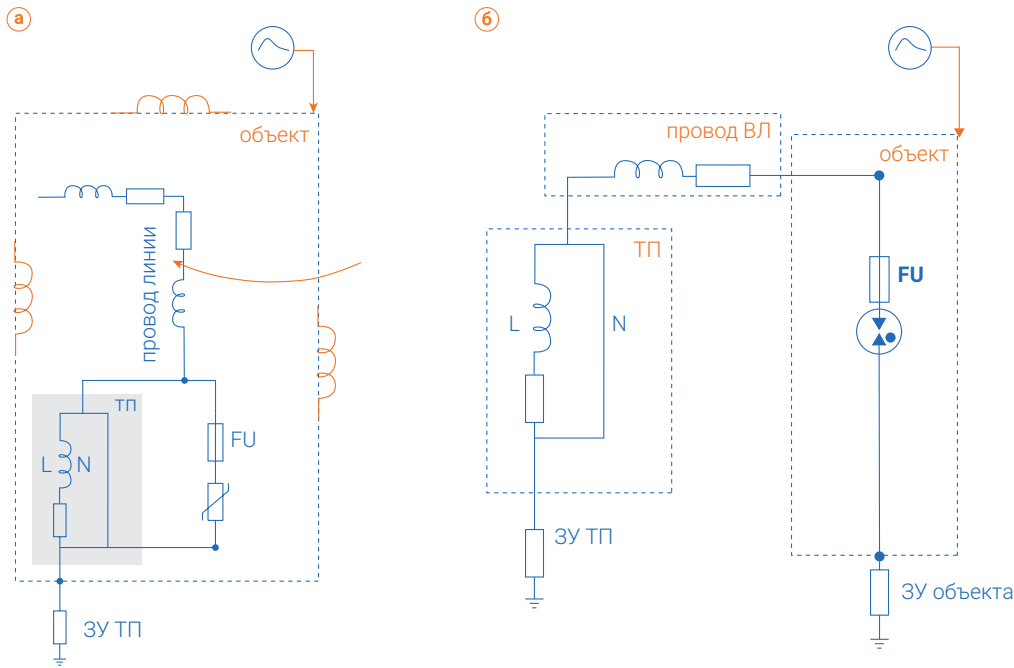 а
объект
провод линии
ТП
L
N
FU
ЗУ ТП
б
провод ВЛ
объект
ТП
L
N
FU
ЗУ ТП
ЗУ объекта